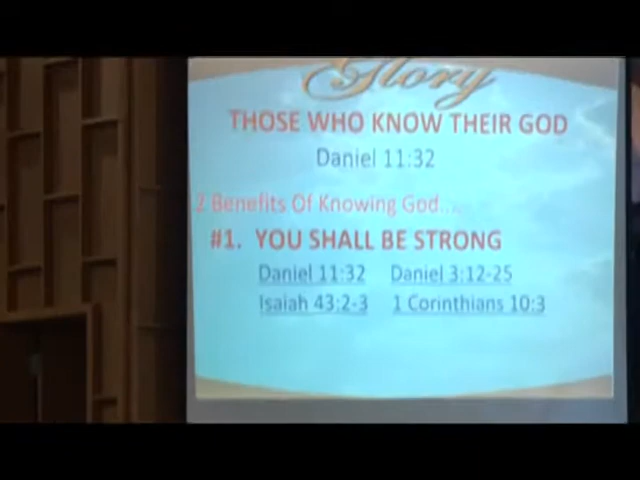 Glory
THOSE WHO KNOW THEIR GOD
Daniel 11:32
2 Benefits Of Knowing God....
#1. YOU SHALL BE STRONG
Daniel 11:32 Daniel 3:12-25
Isaiah 43:2-3 1 Corinthians 10:3